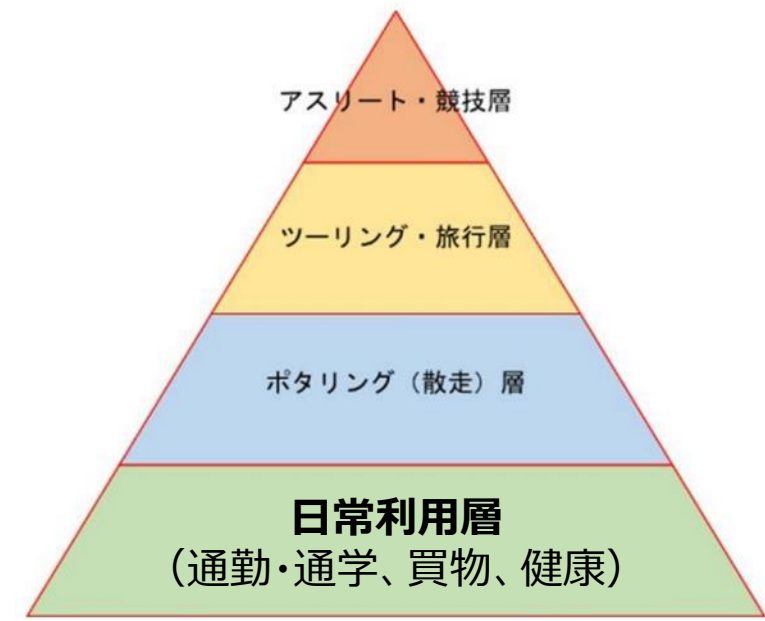 アスリート・競技層
ツーリング・旅行層
ポタリング（散走）層
日常利用層
（通勤・通学、買物、健康）